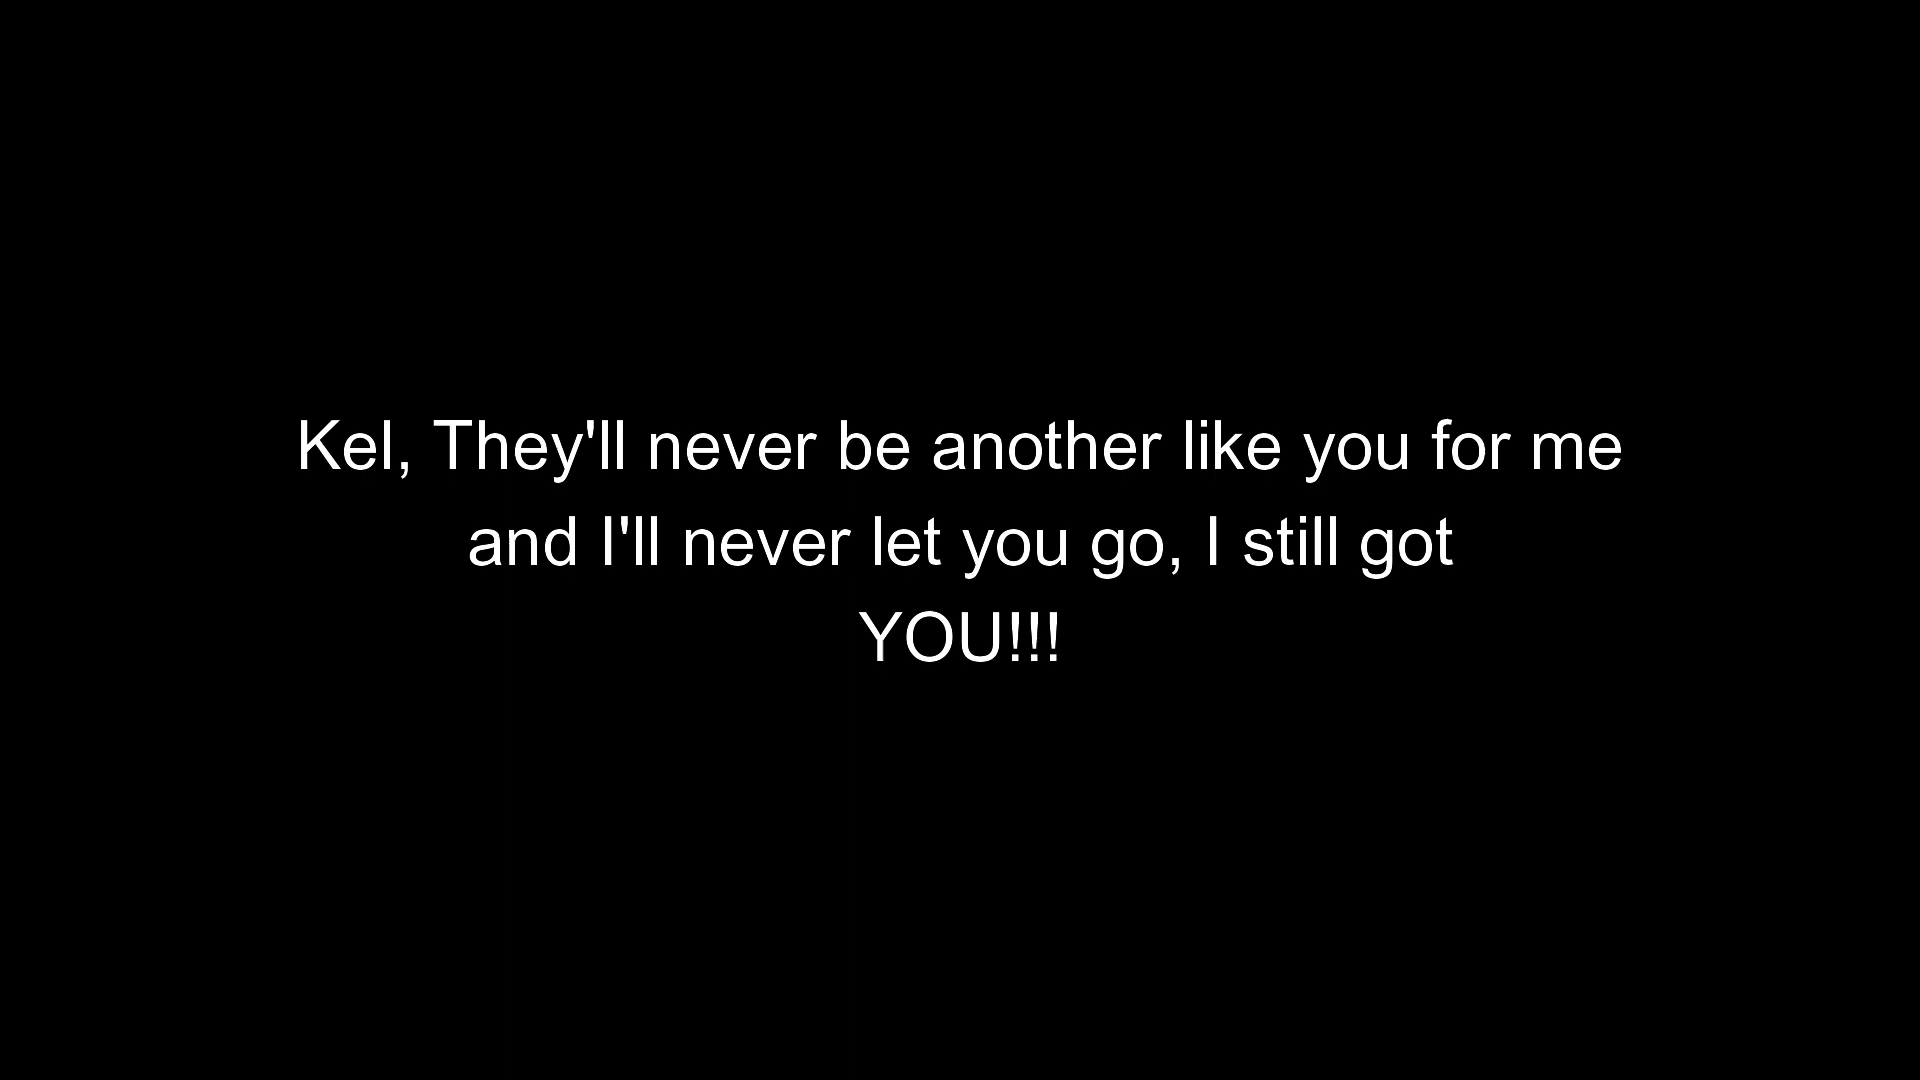 Kel, They'll never be another like you for me
and I'll never let you go, I still got
YOU!!!